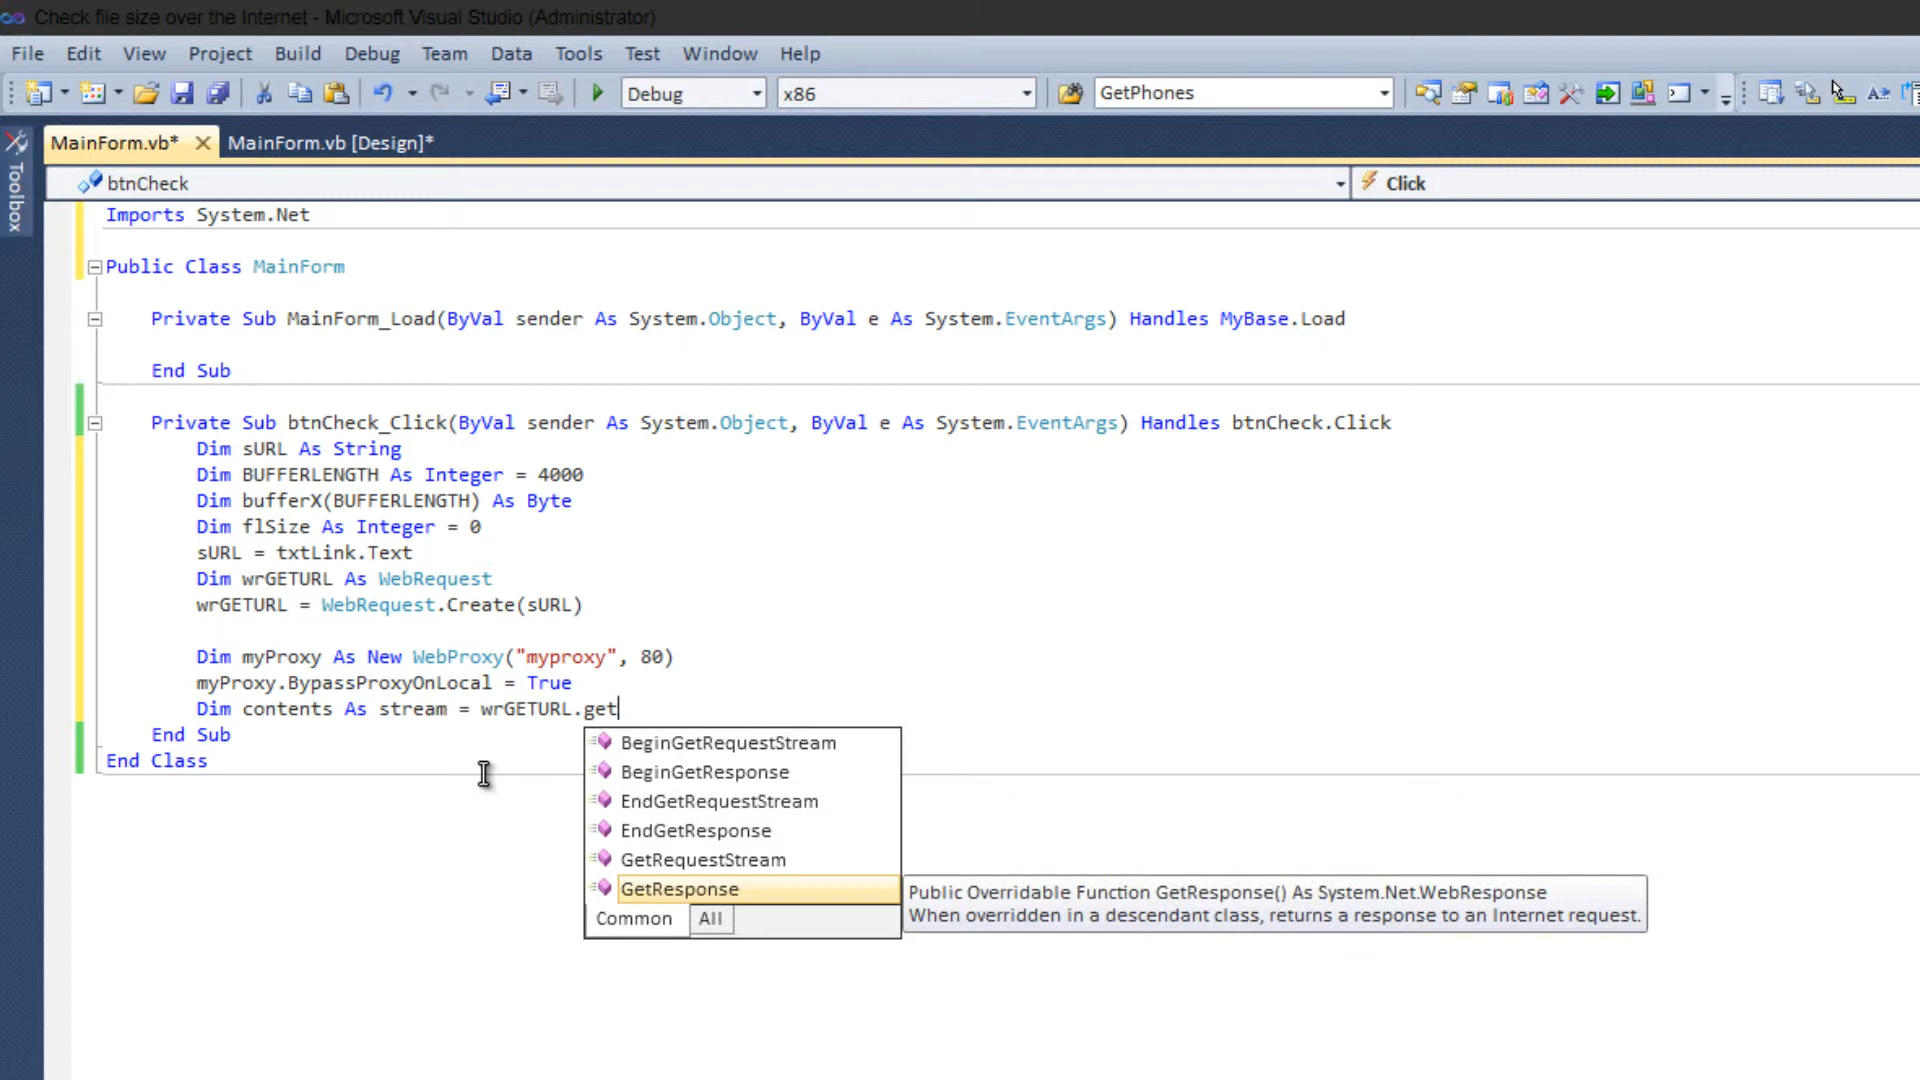 Check file size over the Internet - Microsoft Visual Studio (Administrator)
File Edit View Project Build Debug Team Data Tools Test Window Help
Debug x86 GetPhones
MainForm.vb* MainForm.vb [Design]*
Toolbox
btnCheck Click
Imports System.Net
Public Class MainForm
Private Sub MainForm_Load(ByVal sender As System.Object, ByVal e As System.EventArgs) Handles MyBase.Load
End Sub
Private Sub btnCheck_Click(ByVal sender As System.Object, ByVal e As System.EventArgs) Handles btnCheck.Click
Dim sURL As String
Dim BUFFERLENGTH As Integer = 4000
Dim bufferX(BUFFERLENGTH) As Byte
Dim flSize As Integer = 0
sURL = txtLink.Text
Dim wrGETURL As WebRequest
wrGETURL = WebRequest.Create(sURL)
Dim myProxy As New WebProxy("myproxy", 80)
myProxy.BypassProxyOnLocal = True
Dim contents As stream = wrGETURL.get
End Sub
End Class
BeginGetRequestStream
BeginGetResponse
EndGetRequestStream
EndGetResponse
GetRequestStream
GetResponse
Common All
Public Overridable Function GetResponse() As System.Net.WebResponse
When overridden in a descendant class, returns a response to an Internet request.